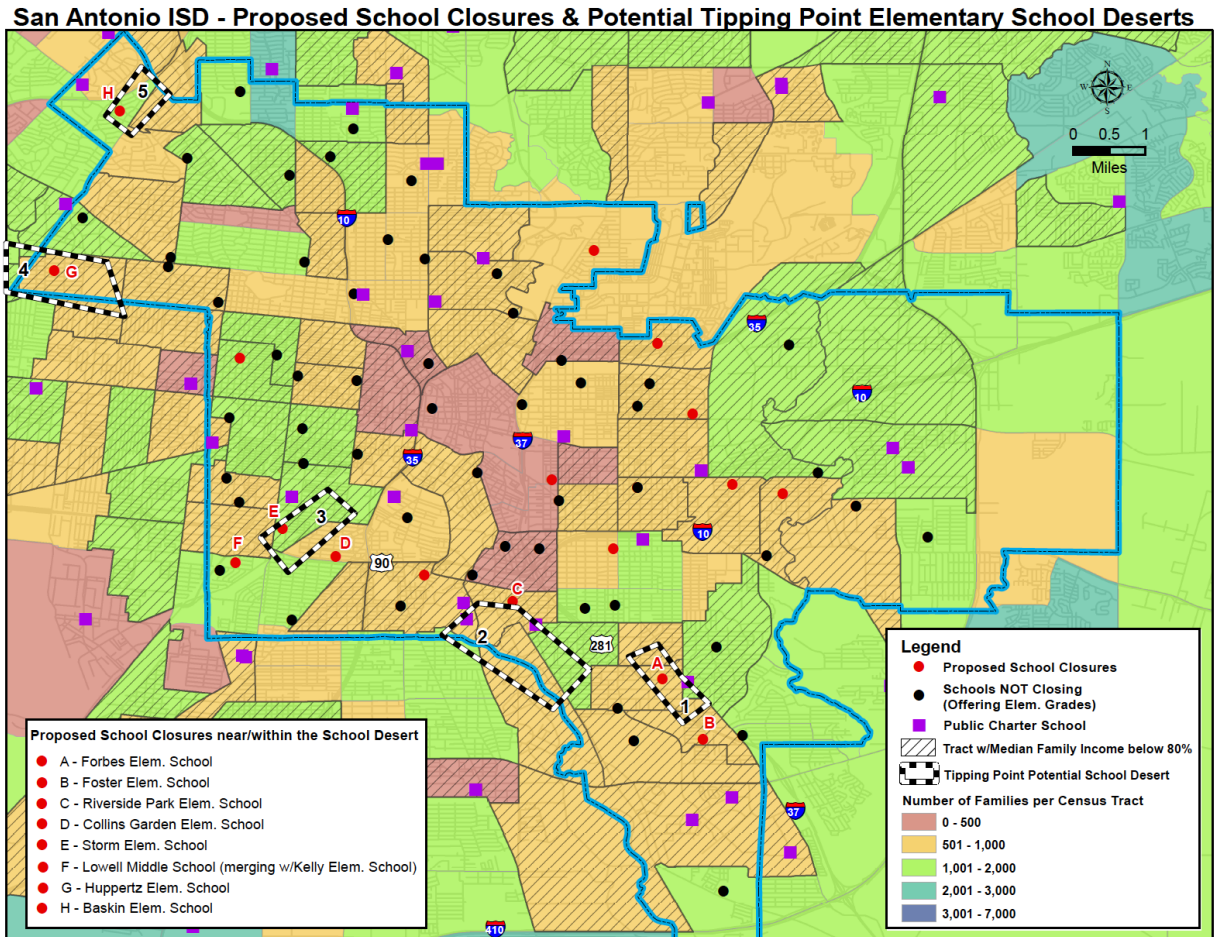 San Antonio ISD - Proposed School Closures & Potential Tipping Point Elementary School Deserts
N
W E
S
0 0.5 1
Miles
H
5
10
4
G
35
10
37
35
E
3
F
D
90
10
C
2
281
A
1
B
37
410
Legend
Proposed School Closures
Schools NOT Closing
(Offering Elem. Grades)
Public Charter School
Tract w/Median Family Income below 80%
Tipping Point Potential School Desert
Number of Families per Census Tract
0 - 500
501 - 1,000
1,001 - 2,000
2,001 - 3,000
3,001 - 7,000
Proposed School Closures near/within the School Desert
A - Forbes Elem. School
B - Foster Elem. School
C - Riverside Park Elem. School
D - Collins Garden Elem. School
E - Storm Elem. School
F - Lowell Middle School (merging w/Kelly Elem. School)
G - Huppertz Elem. School
H - Baskin Elem. School